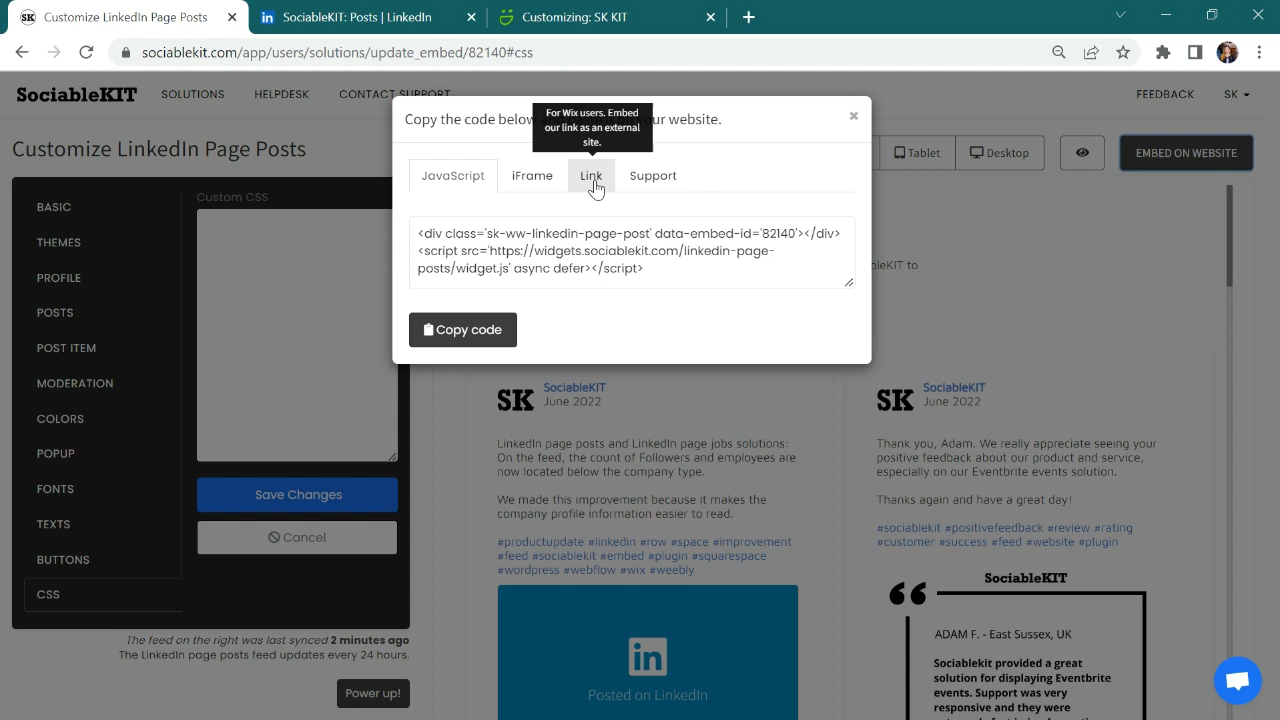 SK Customize LinkedIn Page Posts
SociableKIT: Posts | LinkedIn
Customizing: SK KIT
sociablekit.com/app/users/solutions/update_embed/82140#css
SociableKIT
SOLUTIONS
HELPDESK
CONTACT SUPPORT
FEEDBACK
SK
Customize LinkedIn Page Posts
Tablet
Desktop
EMBED ON WEBSITE
BASIC
THEMES
PROFILE
POSTS
POST ITEM
MODERATION
COLORS
POPUP
FONTS
TEXTS
BUTTONS
CSS
Custom CSS
Save Changes
Cancel
The feed on the right was last synced 2 minutes ago
The LinkedIn page posts feed updates every 24 hours.
Power up!
Copy the code below
our website.
×
For Wix users. Embed
our link as an external
site.
JavaScript
iFrame
Link
Support
<div class='sk-ww-linkedin-page-post' data-embed-id='82140'></div>
<script src='https://widgets.sociablekit.com/linkedin-page-
posts/widget.js' async defer></script>
Copy code
bleKIT to
SK
SociableKIT
June 2022
LinkedIn page posts and LinkedIn page jobs solutions:
On the feed, the count of Followers and employees are
now located below the company type.
We made this improvement because it makes the
company profile information easier to read.
#productupdate #linkedin #row #space #improvement
#feed #sociablekit #embed #plugin #squarespace
#wordpress #webflow #wix #weebly
in
Posted on LinkedIn
SK
SociableKIT
June 2022
Thank you, Adam. We really appreciate seeing your
positive feedback about our product and service,
especially on our Eventbrite events solution.
Thanks again and have a great day!
#sociablekit #positivefeedback #review #rating
#customer #success #feed #website #plugin
SociableKIT
ADAM F. - East Sussex, UK
Sociablekit provided a great
solution for displaying Eventbrite
events. Support was very
responsive and they were